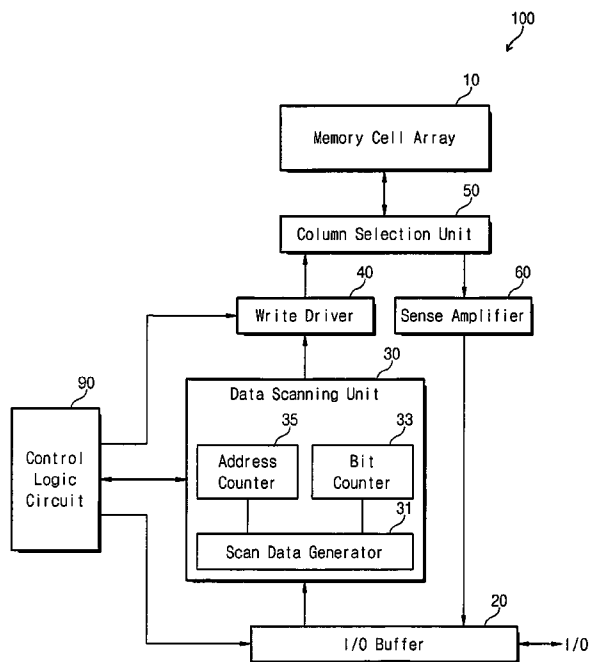 100
10
Memory Cell Array
50
Column Selection Unit
40
60
Write Driver
Sense Amplifier
30
90
Data Scanning Unit
35
33
Control
Logic
Circuit
Address
Counter
Bit
Counter
31
Scan Data Generator
20
I/O Buffer
I/O